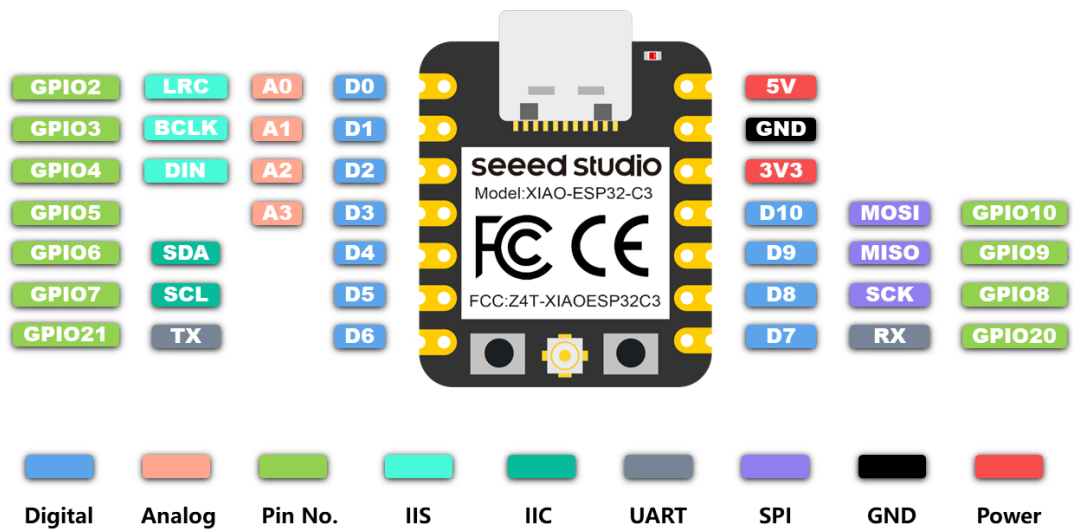 GPIO2 LRC A0 D0 5V
GPIO3 BCLK A1 D1 GND
GPIO4 DIN A2 D2 3V3
GPIO5 A3 D3 D10 MOSI GPIO10
GPIO6 SDA D4 D9 MISO GPIO9
GPIO7 SCL D5 D8 SCK GPIO8
GPIO21 TX D6 D7 RX GPIO20
seeed studio
Model:XIAO-ESP32-C3
FC CE
FCC:Z4T-XIAOESP32C3
Digital Analog Pin No. IIS IIC UART SPI GND Power